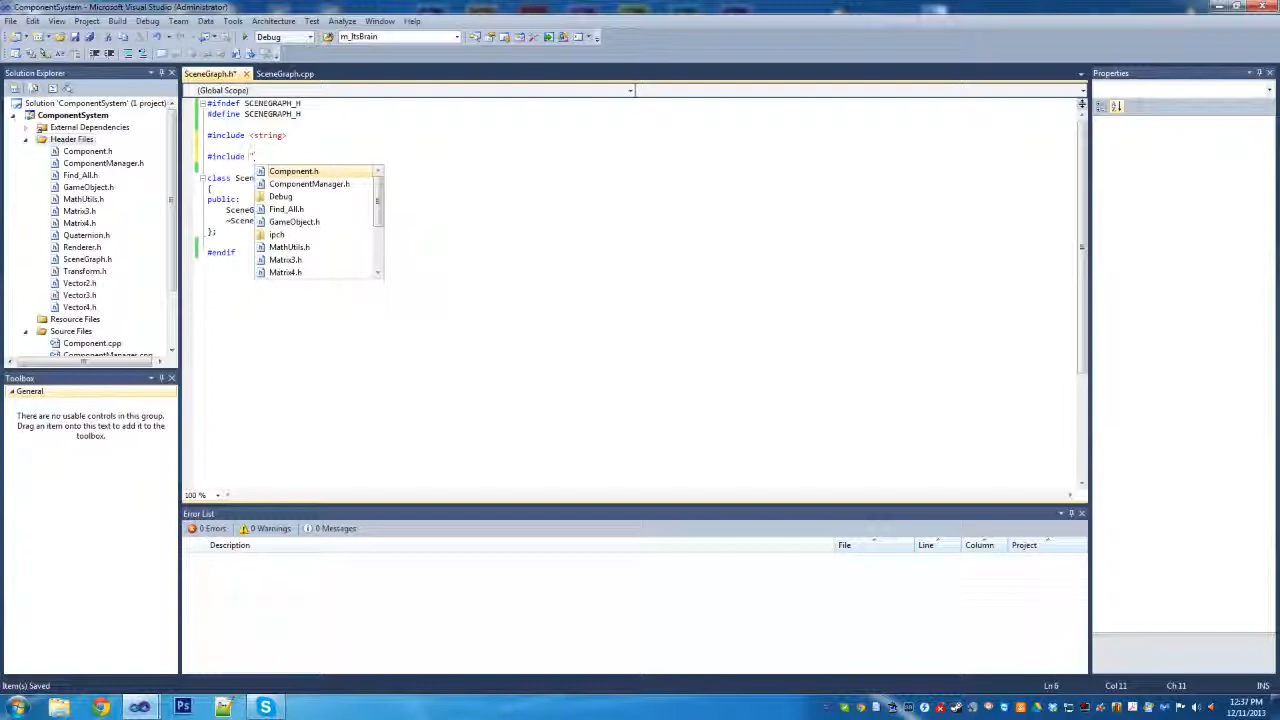 ComponentSystem - Microsoft Visual Studio (Administrator)
File Edit View Project Build Debug Team Data Tools Architecture Test Analyze Window Help
Debug m_ItsBrain
Solution Explorer
Solution 'ComponentSystem' (1 project)
ComponentSystem
External Dependencies
Header Files
Component.h
ComponentManager.h
Find_All.h
GameObject.h
MathUtils.h
Matrix3.h
Matrix4.h
Quaternion.h
Renderer.h
SceneGraph.h
Transform.h
Vector2.h
Vector3.h
Vector4.h
Resource Files
Source Files
Component.cpp
ComponentManager.cpp
Toolbox
General
There are no usable controls in this group.
Drag an item onto this text to add it to the
toolbox.
SceneGraph.h* SceneGraph.cpp
(Global Scope)
#ifndef SCENEGRAPH_H
#define SCENEGRAPH_H
#include <string>
#include "
class Scen
{
public:
SceneG
~Scene
};
#endif
Component.h
ComponentManager.h
Debug
Find_All.h
GameObject.h
ipch
MathUtils.h
Matrix3.h
Matrix4.h
100 %
Error List
0 Errors 0 Warnings 0 Messages
Description File Line Column Project
Properties
Item(s) Saved Ln 6 Col 11 Ch 11 INS
Ps
12:37 PM
12/11/2013